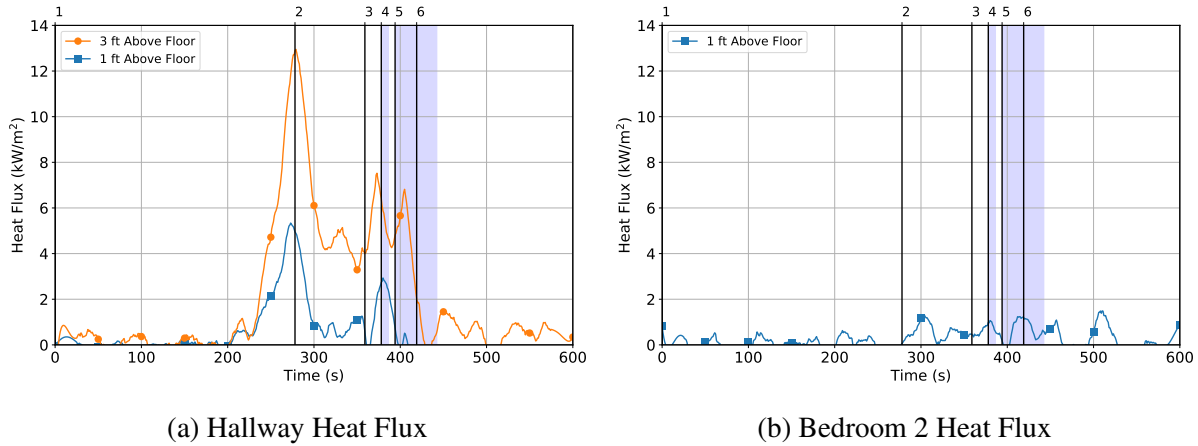 1 2 3 4 5 6
14
12
10
8
6
4
2
0
Heat Flux (kW/m²)
3 ft Above Floor
1 ft Above Floor
0 100 200 300 400 500 600
Time (s)
(a) Hallway Heat Flux
1 2 3 4 5 6
14
12
10
8
6
4
2
0
Heat Flux (kW/m²)
1 ft Above Floor
0 100 200 300 400 500 600
Time (s)
(b) Bedroom 2 Heat Flux